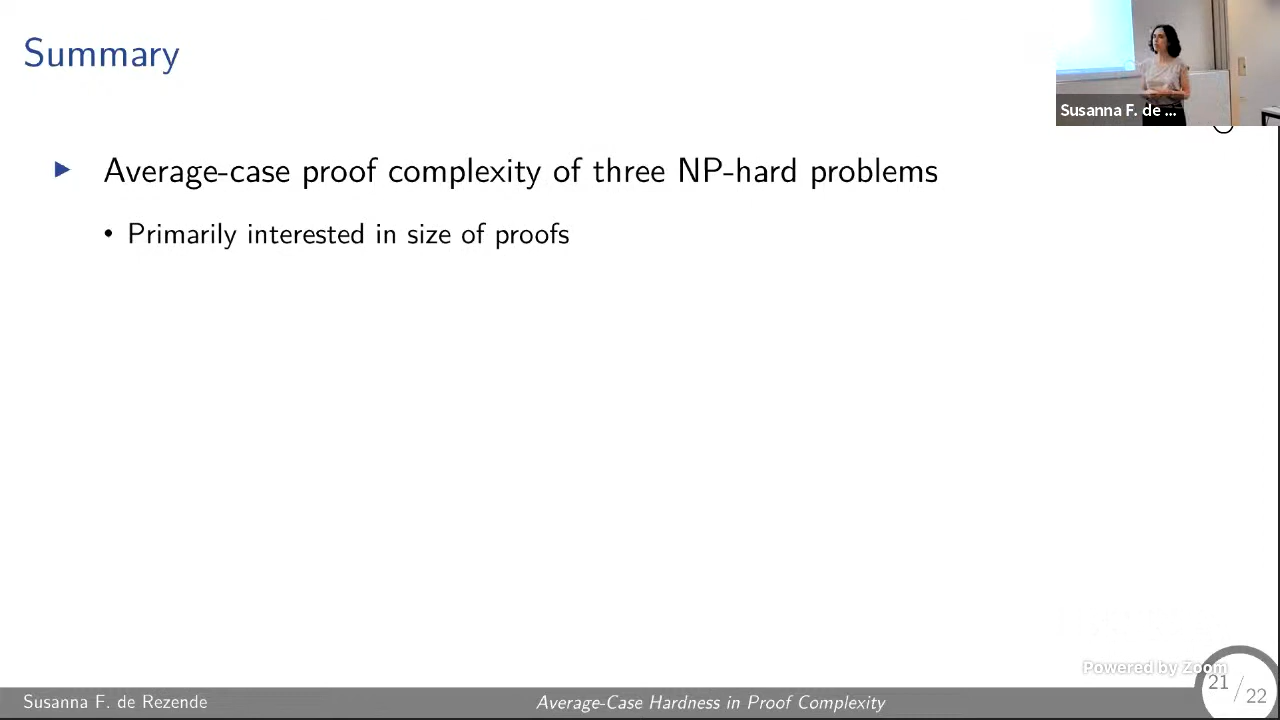 Summary
Susanna F. de ...
► Average-case proof complexity of three NP-hard problems
• Primarily interested in size of proofs
Powered by Zoom
Susanna F. de Rezende
Average-Case Hardness in Proof Complexity
21 / 22